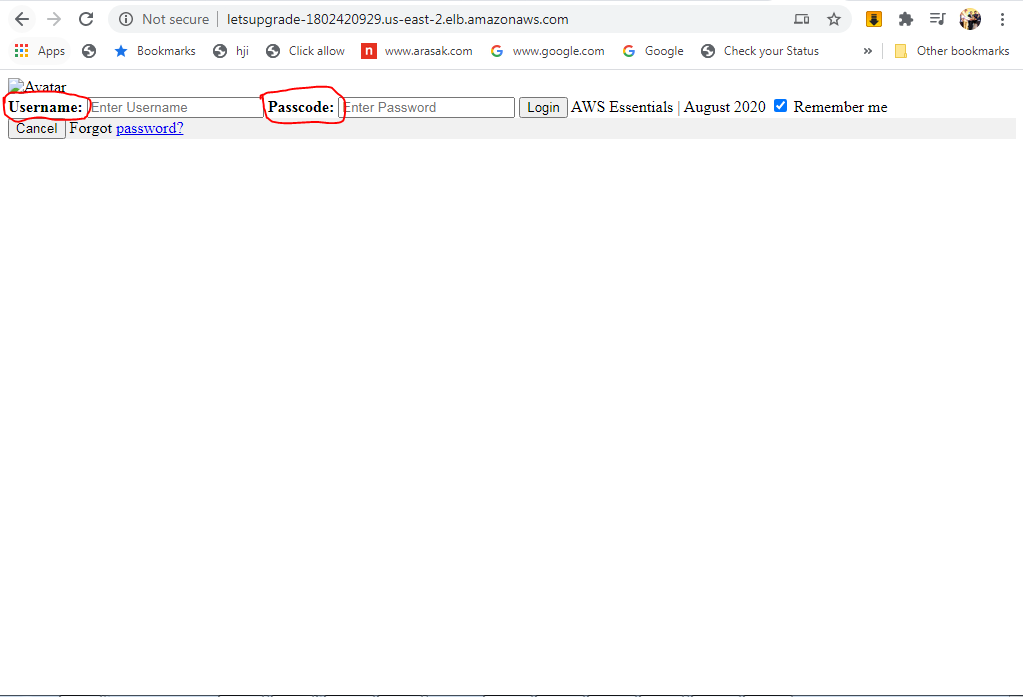 Not secure | letsupgrade-1802420929.us-east-2.elb.amazonaws.com
Apps Bookmarks hji Click allow n www.arasak.com G www.google.com G Google Check your Status » Other bookmarks
Avatar
Username: Enter Username Passcode: Enter Password Login AWS Essentials | August 2020 Remember me
Cancel Forgot password?